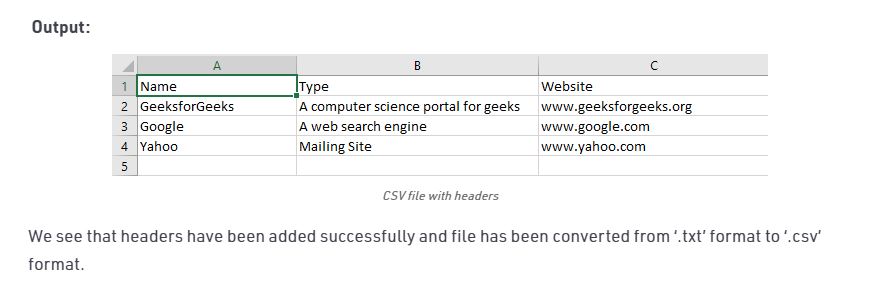 Output:
A B C
1 Name Type Website
2 GeeksforGeeks A computer science portal for geeks www.geeksforgeeks.org
3 Google A web search engine www.google.com
4 Yahoo Mailing Site www.yahoo.com
5
CSV file with headers
We see that headers have been added successfully and file has been converted from ‘.txt’ format to ‘.csv’
format.